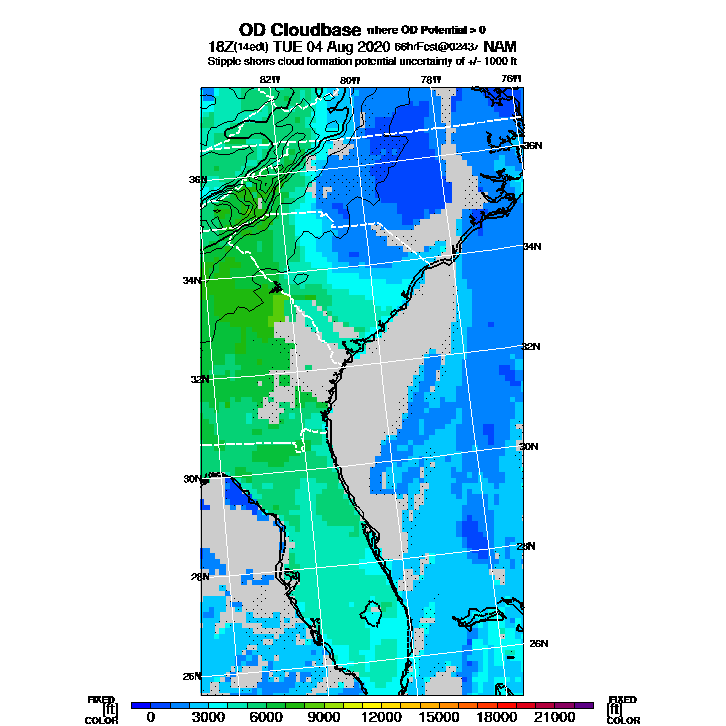 OD Cloudbase where OD Potential > 0
18Z(14edt) TUE 04 Aug 2020 NAM
Stipple shows cloud formation potential uncertainty of +/- 1000 ft
82W 80W 78W 76W
36N
36N
34N
34N
32N
32N
30N
30N
28N
28N
26N
26N
FIXED FIXED
[ft] 0 3000 6000 9000 12000 15000 18000 21000 [ft]
COLOR COLOR